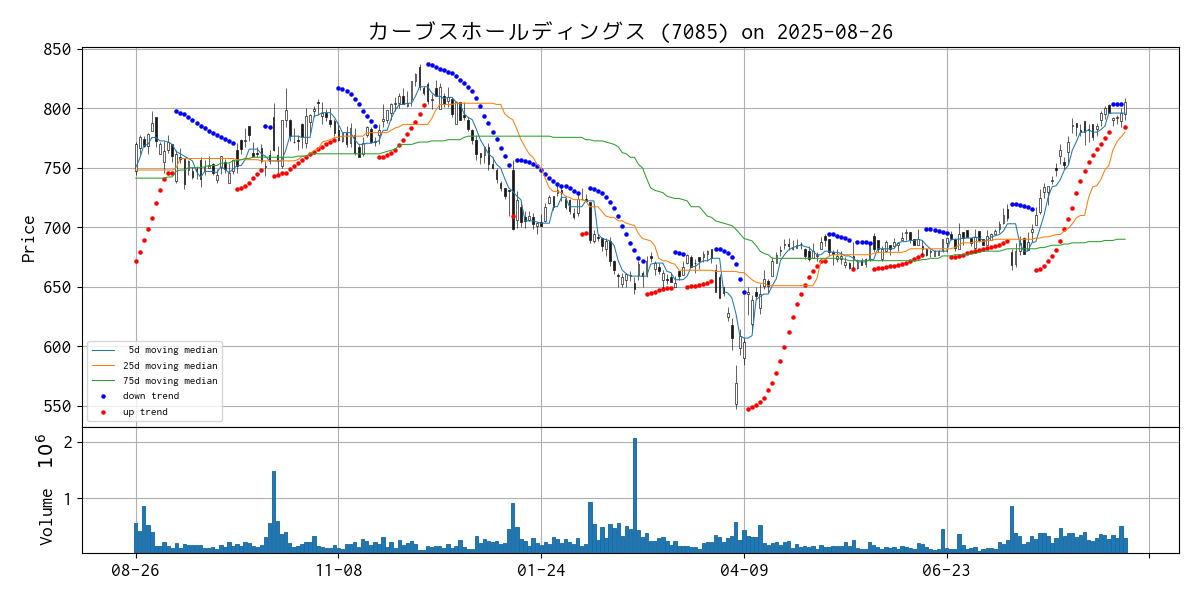 カーブスホールディングス (7085) on 2025-08-26
850
800
750
700
650
600
550
Price
5d moving median
25d moving median
75d moving median
down trend
up trend
2
1
Volume 10^6
08-26
11-08
01-24
04-09
06-23